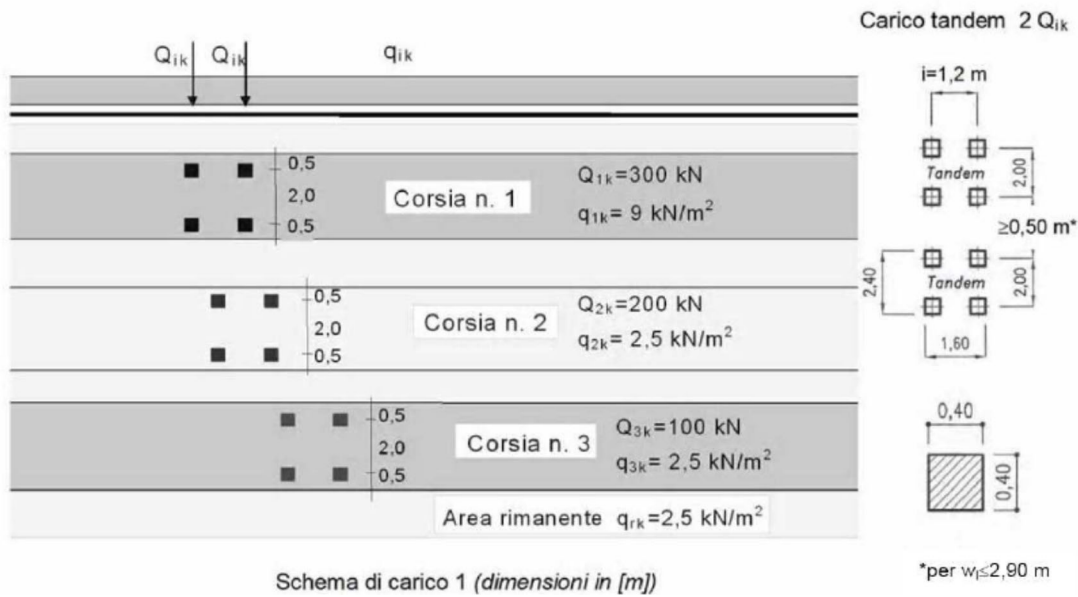 Carico tandem 2 Qik
Qik Qik qik
i=1,2 m
0,5
2,0
0,5
Corsia n. 1
Q1k=300 kN
q1k= 9 kN/m²
Tandem
2,00
≥0,50 m*
0,5
2,0
0,5
Corsia n. 2
Q2k=200 kN
q2k= 2,5 kN/m²
2,40
Tandem
2,00
1,60
0,5
2,0
0,5
Corsia n. 3
Q3k=100 kN
q3k= 2,5 kN/m²
0,40
0,40
Area rimanente qrk=2,5 kN/m²
Schema di carico 1 (dimensioni in [m])
*per wl≤2,90 m